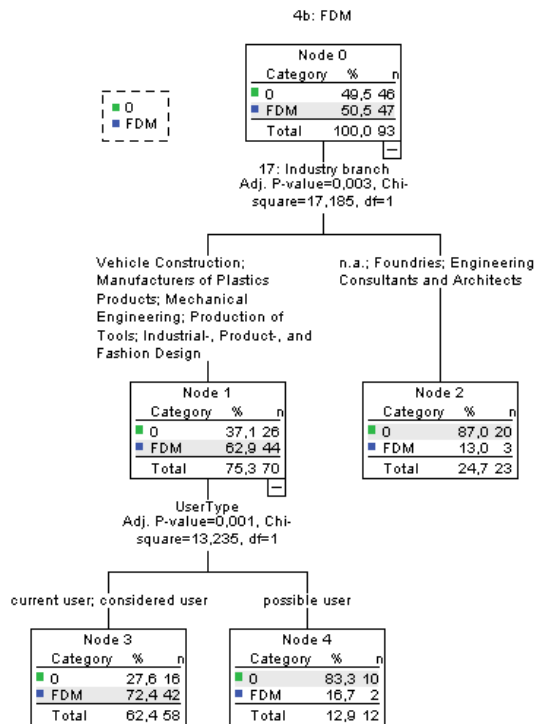 4b: FDM
Node 0
Category % n
0 49,5 46
FDM 50,5 47
Total 100,0 93
0
FDM
17: Industry branch
Adj. P-value=0,003, Chi-
square=17,185, df=1
Vehicle Construction;
Manufacturers of Plastics
Products; Mechanical
Engineering; Production of
Tools; Industrial-, Product-, and
Fashion Design
n.a.; Foundries; Engineering
Consultants and Architects
Node 1
Category % n
0 37,1 26
FDM 62,9 44
Total 75,3 70
Node 2
Category % n
0 87,0 20
FDM 13,0 3
Total 24,7 23
UserType
Adj. P-value=0,001, Chi-
square=13,235, df=1
current user; considered user
possible user
Node 3
Category % n
0 27,6 16
FDM 72,4 42
Total 62,4 58
Node 4
Category % n
0 83,3 10
FDM 16,7 2
Total 12,9 12